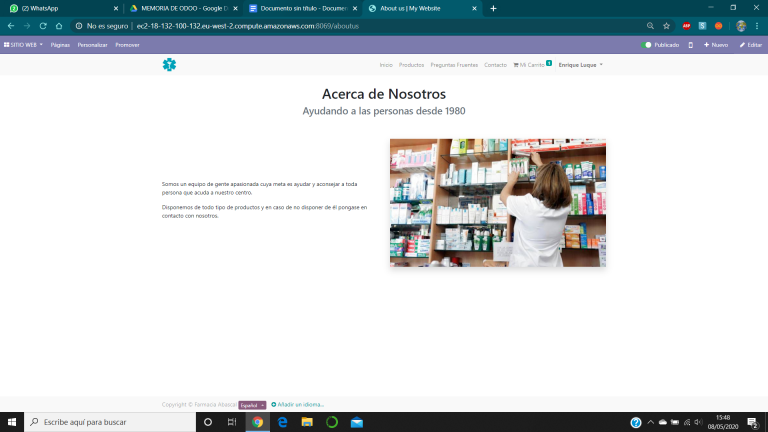 (2) WhatsApp
MEMORIA DE ODOO - Google D
Documento sin título - Documen
About us | My Website
No es seguro | ec2-18-132-100-132.eu-west-2.compute.amazonaws.com:8069/aboutus
SITIO WEB Páginas Personalizar Promover Publicado Nuevo Editar
Inicio Productos Preguntas Fruentes Contacto Mi Carrito 1 Enrique Luque
Acerca de Nosotros
Ayudando a las personas desde 1980
Somos un equipo de gente apasionada cuya meta es ayudar y aconsejar a toda
persona que acuda a nuestro centro.
Disponemos de todo tipo de productos y en caso de no disponer de él pongase en
contacto con nosotros.
Copyright © Farmacia Abascal Español Añadir un idioma...
Escribe aquí para buscar
15:48
08/05/2020
2